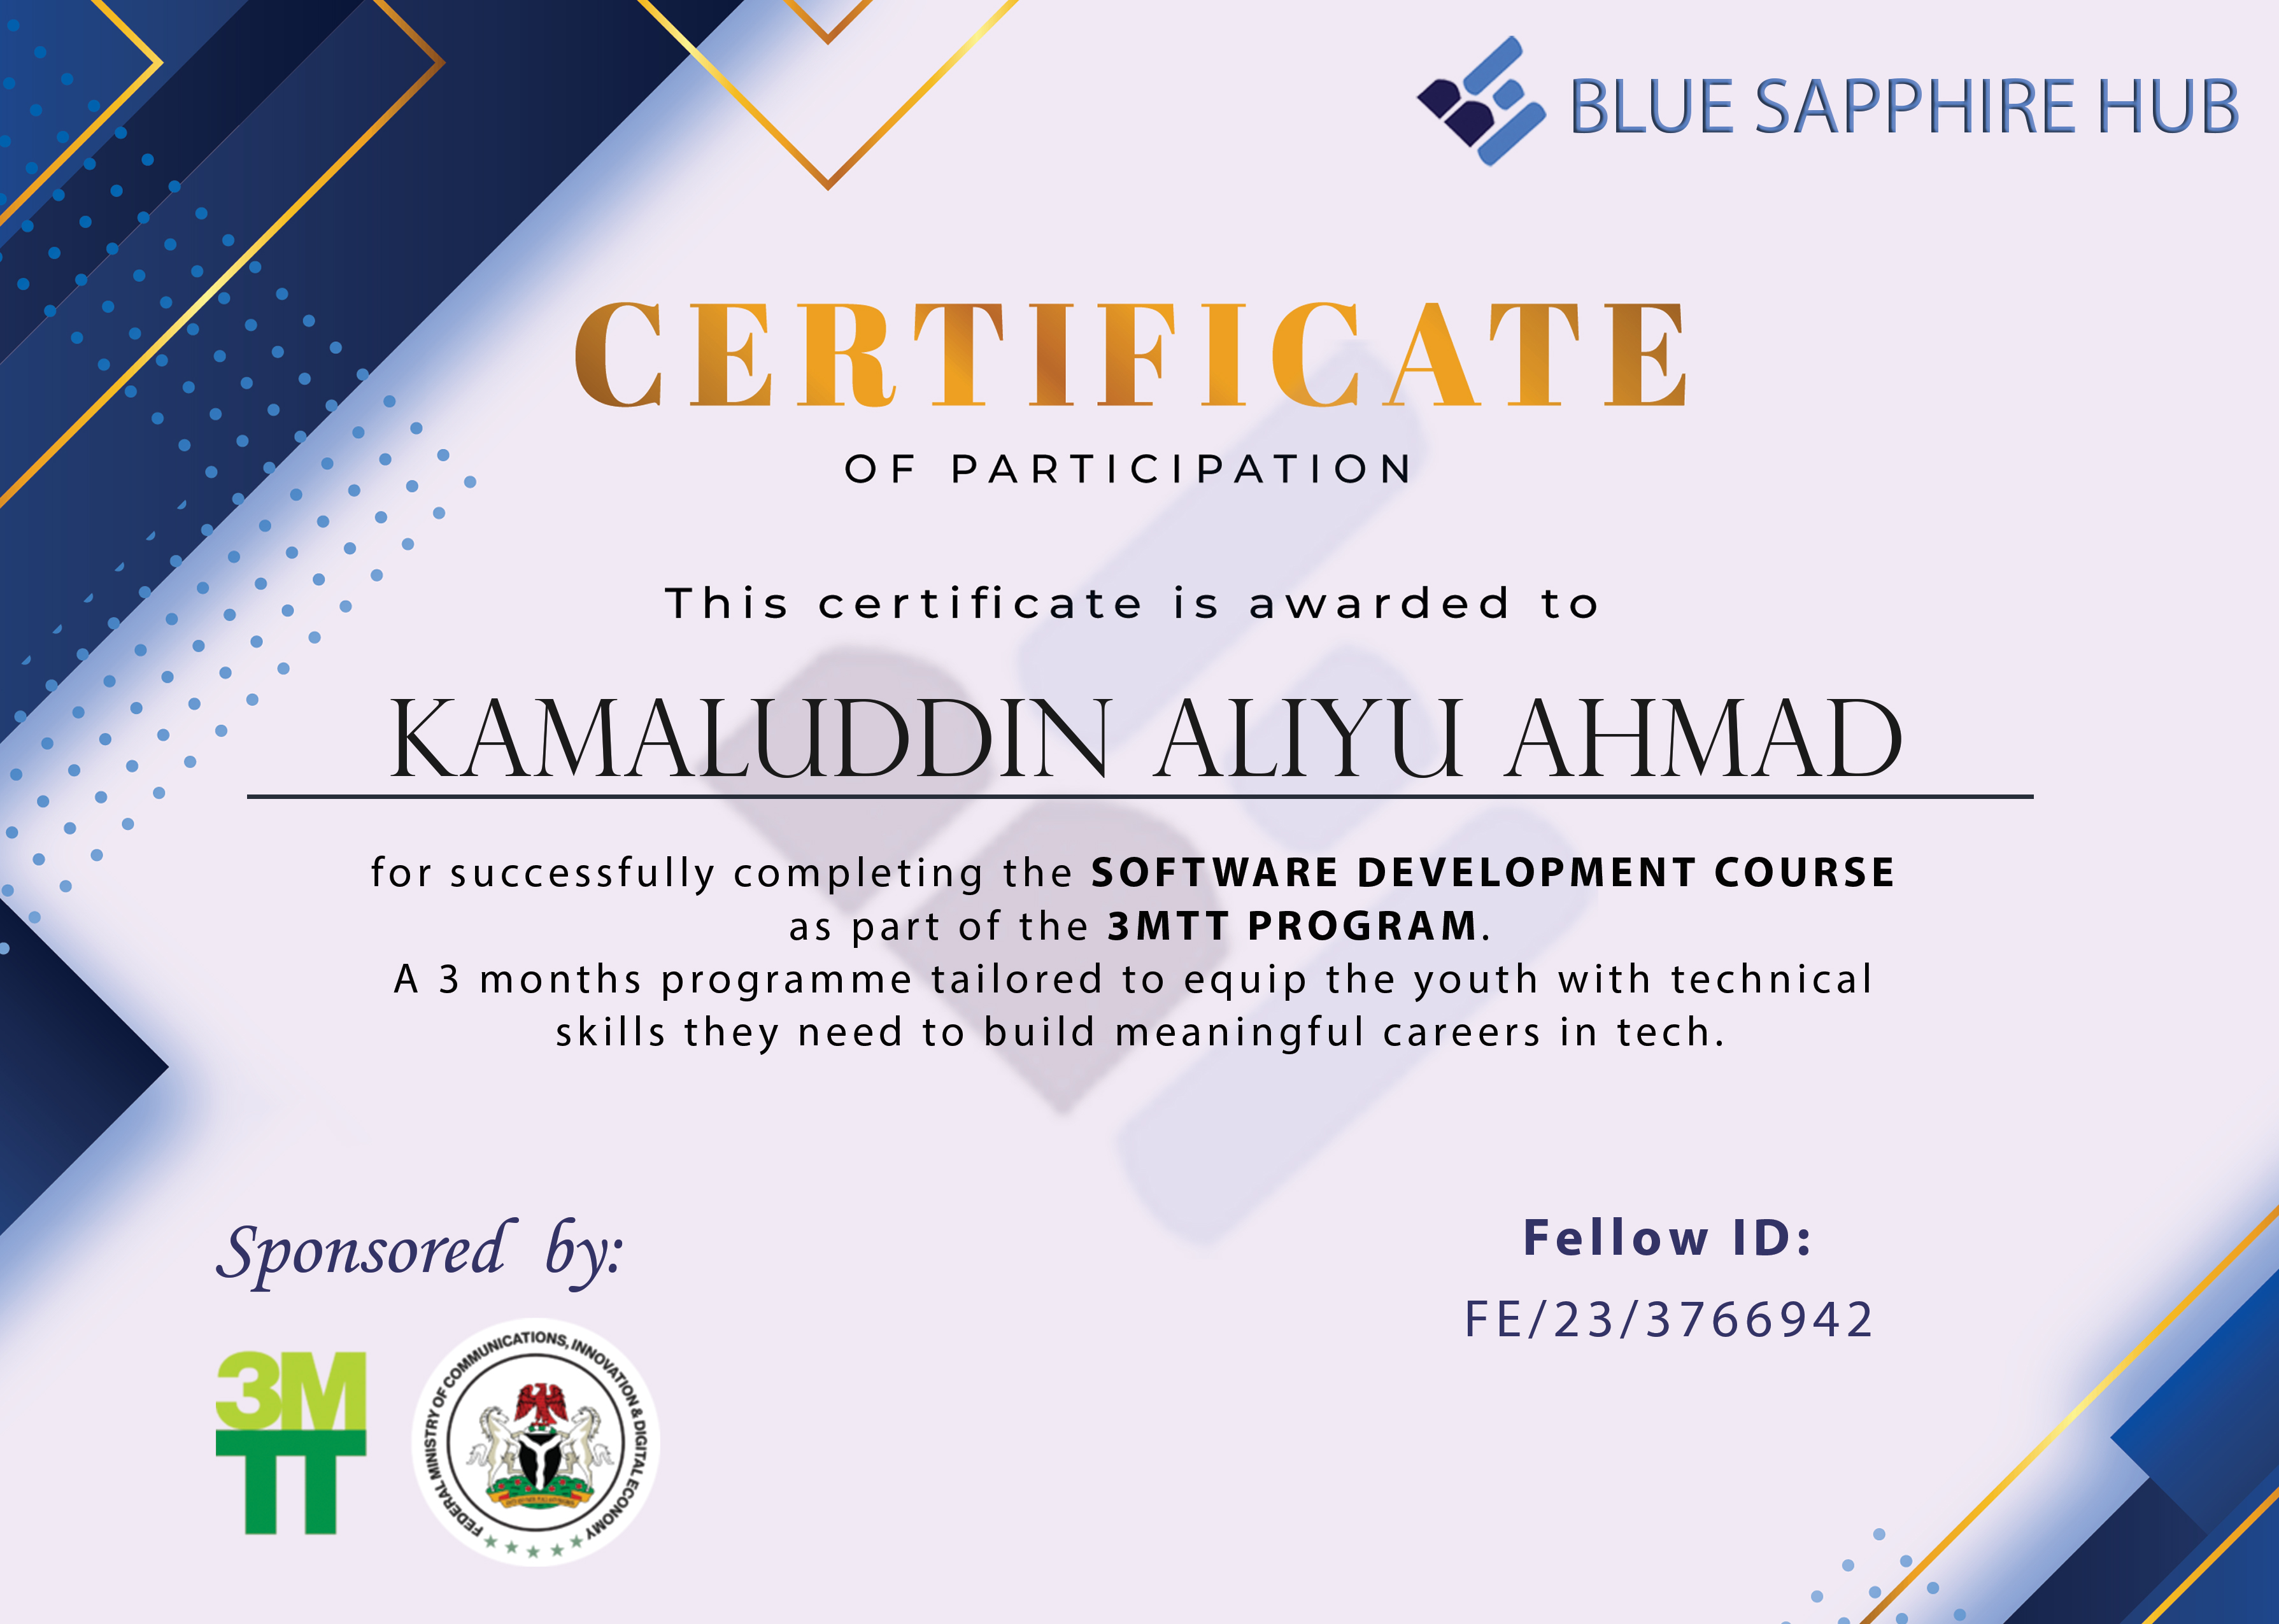 BLUE SAPPHIRE HUB
CERTIFICATE
OF PARTICIPATION
This certificate is awarded to
KAMALUDDIN ALIYU AHMAD
for successfully completing the SOFTWARE DEVELOPMENT COURSE
as part of the 3MTT PROGRAM.
A 3 months programme tailored to equip the youth with technical
skills they need to build meaningful careers in tech.
Sponsored by:
Fellow ID:
FE/23/3766942
3M
TT
FEDERAL MINISTRY OF COMMUNICATIONS, INNOVATION & DIGITAL ECONOMY